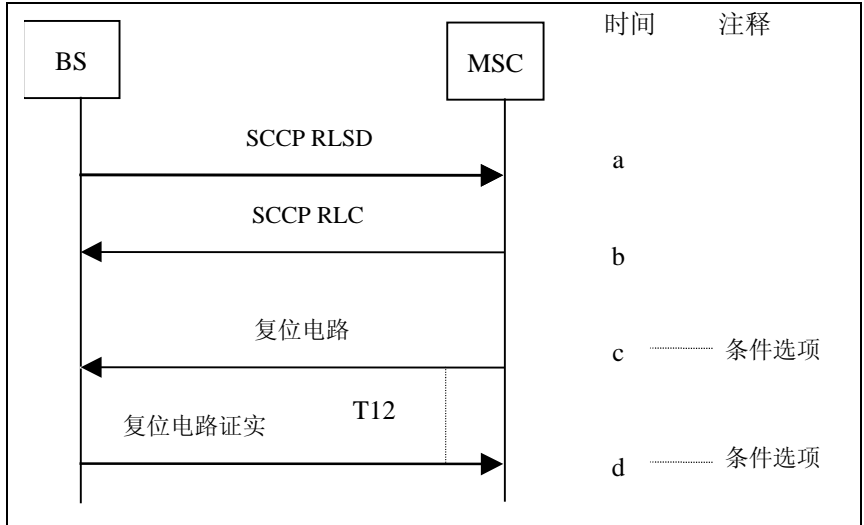 时间 注释
BS MSC
SCCP RLSD
a
SCCP RLC
b
复位电路
c 条件选项
T12
复位电路证实
d 条件选项